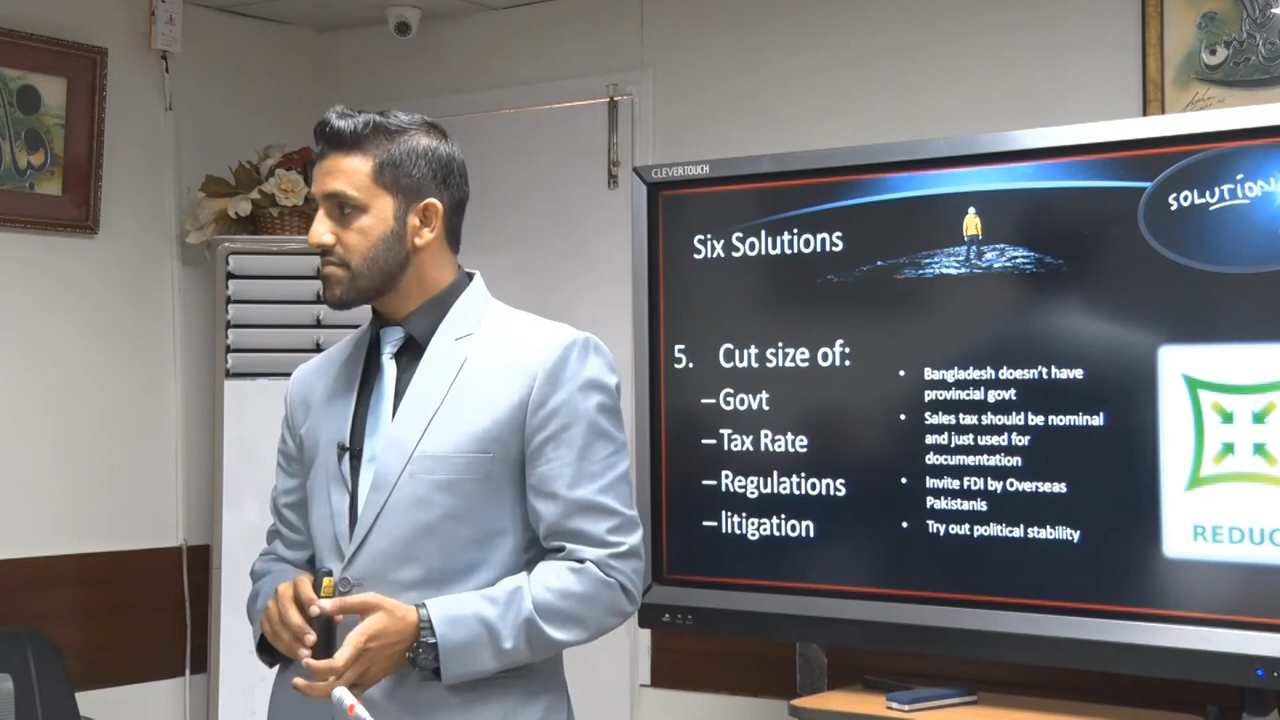 CLEVERTOUCH
SOLUTION
Six Solutions
5. Cut size of:
–Govt
–Tax Rate
–Regulations
–litigation
• Bangladesh doesn't have
provincial govt
• Sales tax should be nominal
and just used for
documentation
• Invite FDI by Overseas
Pakistanis
• Try out political stability
REDUC